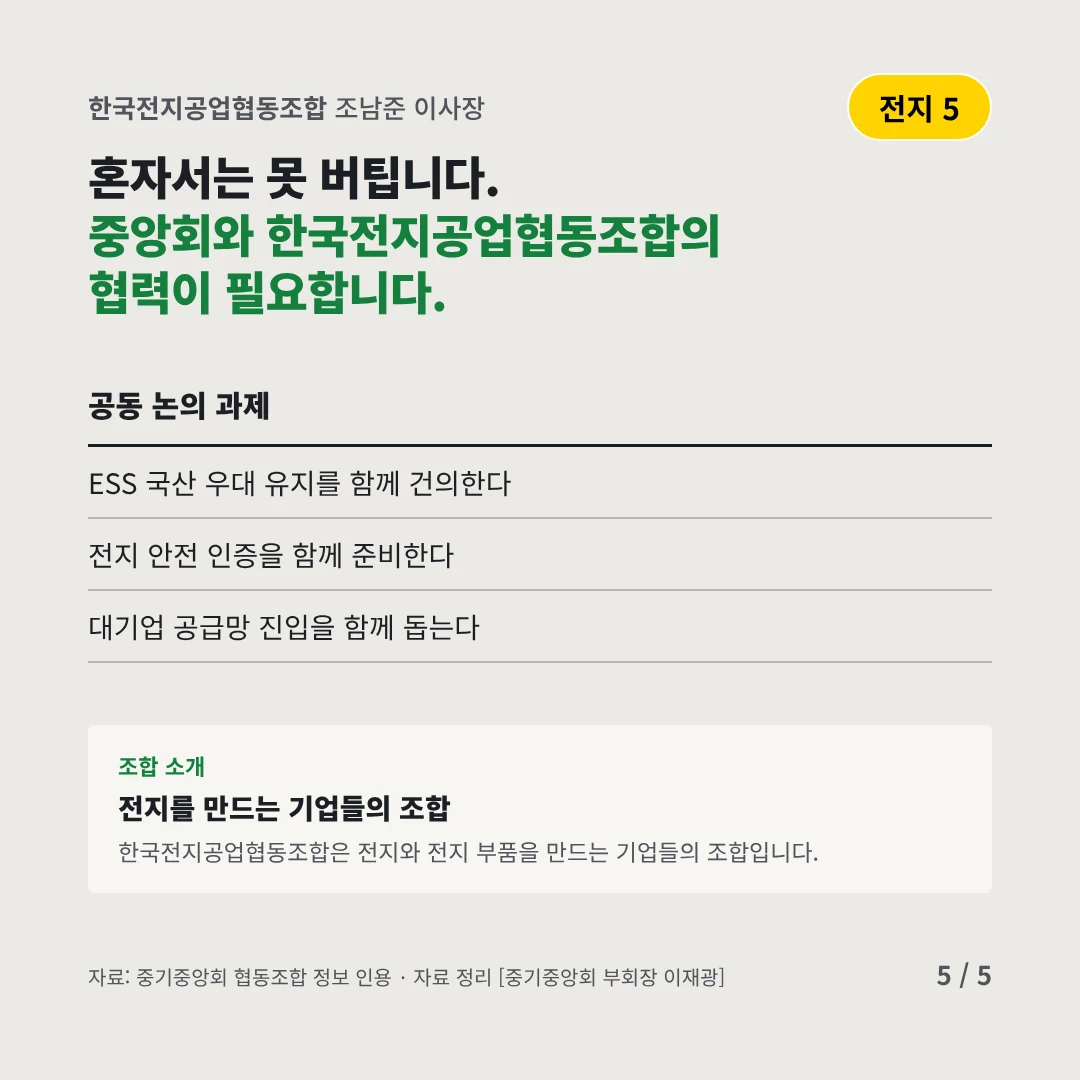 한국전지공업협동조합 조남준 이사장
전지 5
혼자서는 못 버팁니다.
중앙회와 한국전지공업협동조합의
협력이 필요합니다.
공동 논의 과제
ESS 국산 우대 유지를 함께 건의한다
전지 안전 인증을 함께 준비한다
대기업 공급망 진입을 함께 돕는다
조합 소개
전지를 만드는 기업들의 조합
한국전지공업협동조합은 전지와 전지 부품을 만드는 기업들의 조합입니다.
자료: 중기중앙회 협동조합 정보 인용 · 자료 정리 [중기중앙회 부회장 이재광]
5 / 5